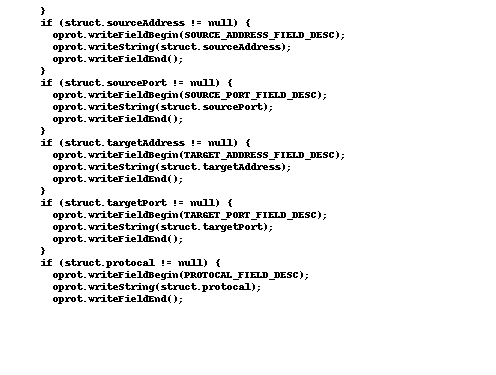 }
if (struct.sourceAddress != null) {
oprot.writeFieldBegin(SOURCE_ADDRESS_FIELD_DESC);
oprot.writeString(struct.sourceAddress);
oprot.writeFieldEnd();
}
if (struct.sourcePort != null) {
oprot.writeFieldBegin(SOURCE_PORT_FIELD_DESC);
oprot.writeString(struct.sourcePort);
oprot.writeFieldEnd();
}
if (struct.targetAddress != null) {
oprot.writeFieldBegin(TARGET_ADDRESS_FIELD_DESC);
oprot.writeString(struct.targetAddress);
oprot.writeFieldEnd();
}
if (struct.targetPort != null) {
oprot.writeFieldBegin(TARGET_PORT_FIELD_DESC);
oprot.writeString(struct.targetPort);
oprot.writeFieldEnd();
}
if (struct.protocal != null) {
oprot.writeFieldBegin(PROTOCAL_FIELD_DESC);
oprot.writeString(struct.protocal);
oprot.writeFieldEnd();